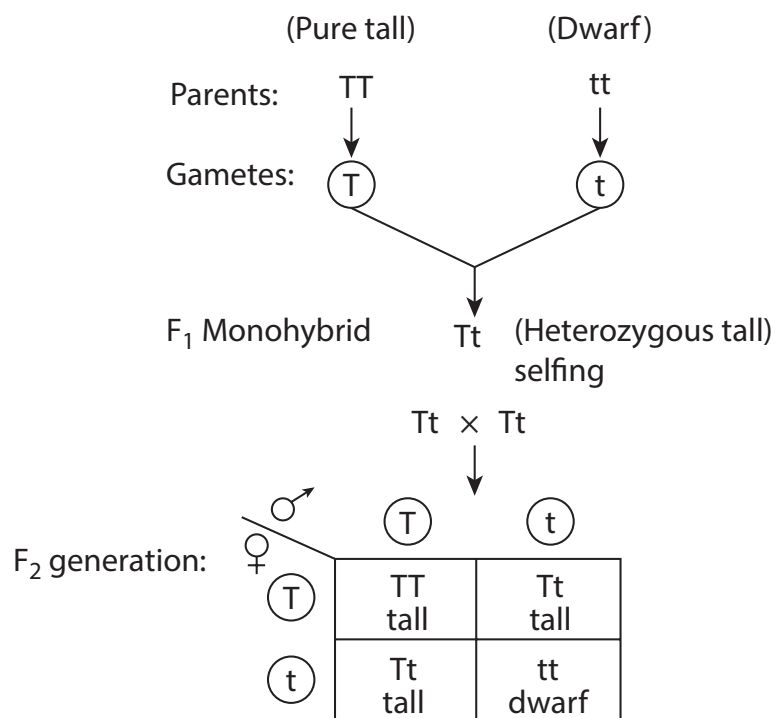 (Pure tall) (Dwarf)
Parents: TT tt
Gametes: T t
F₁ Monohybrid Tt (Heterozygous tall)
selfing
Tt × Tt
♂ T t
F₂ generation: ♀
T TT Tt
tall tall
t Tt tt
tall dwarf